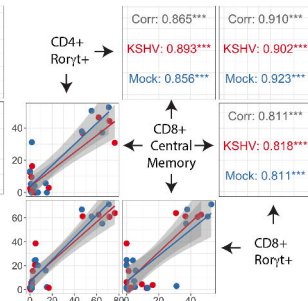 Corr: 0.865***
Corr: 0.910***
CD4+
Rorγt+
KSHV: 0.893***
KSHV: 0.902***
Mock: 0.856***
Mock: 0.923***
Corr: 0.811***
CD8+
Central
Memory
KSHV: 0.818***
Mock: 0.811***
40
20
0
CD8+
Rorγt+
60
40
20
0
0 20 40 60 80 0 20 40